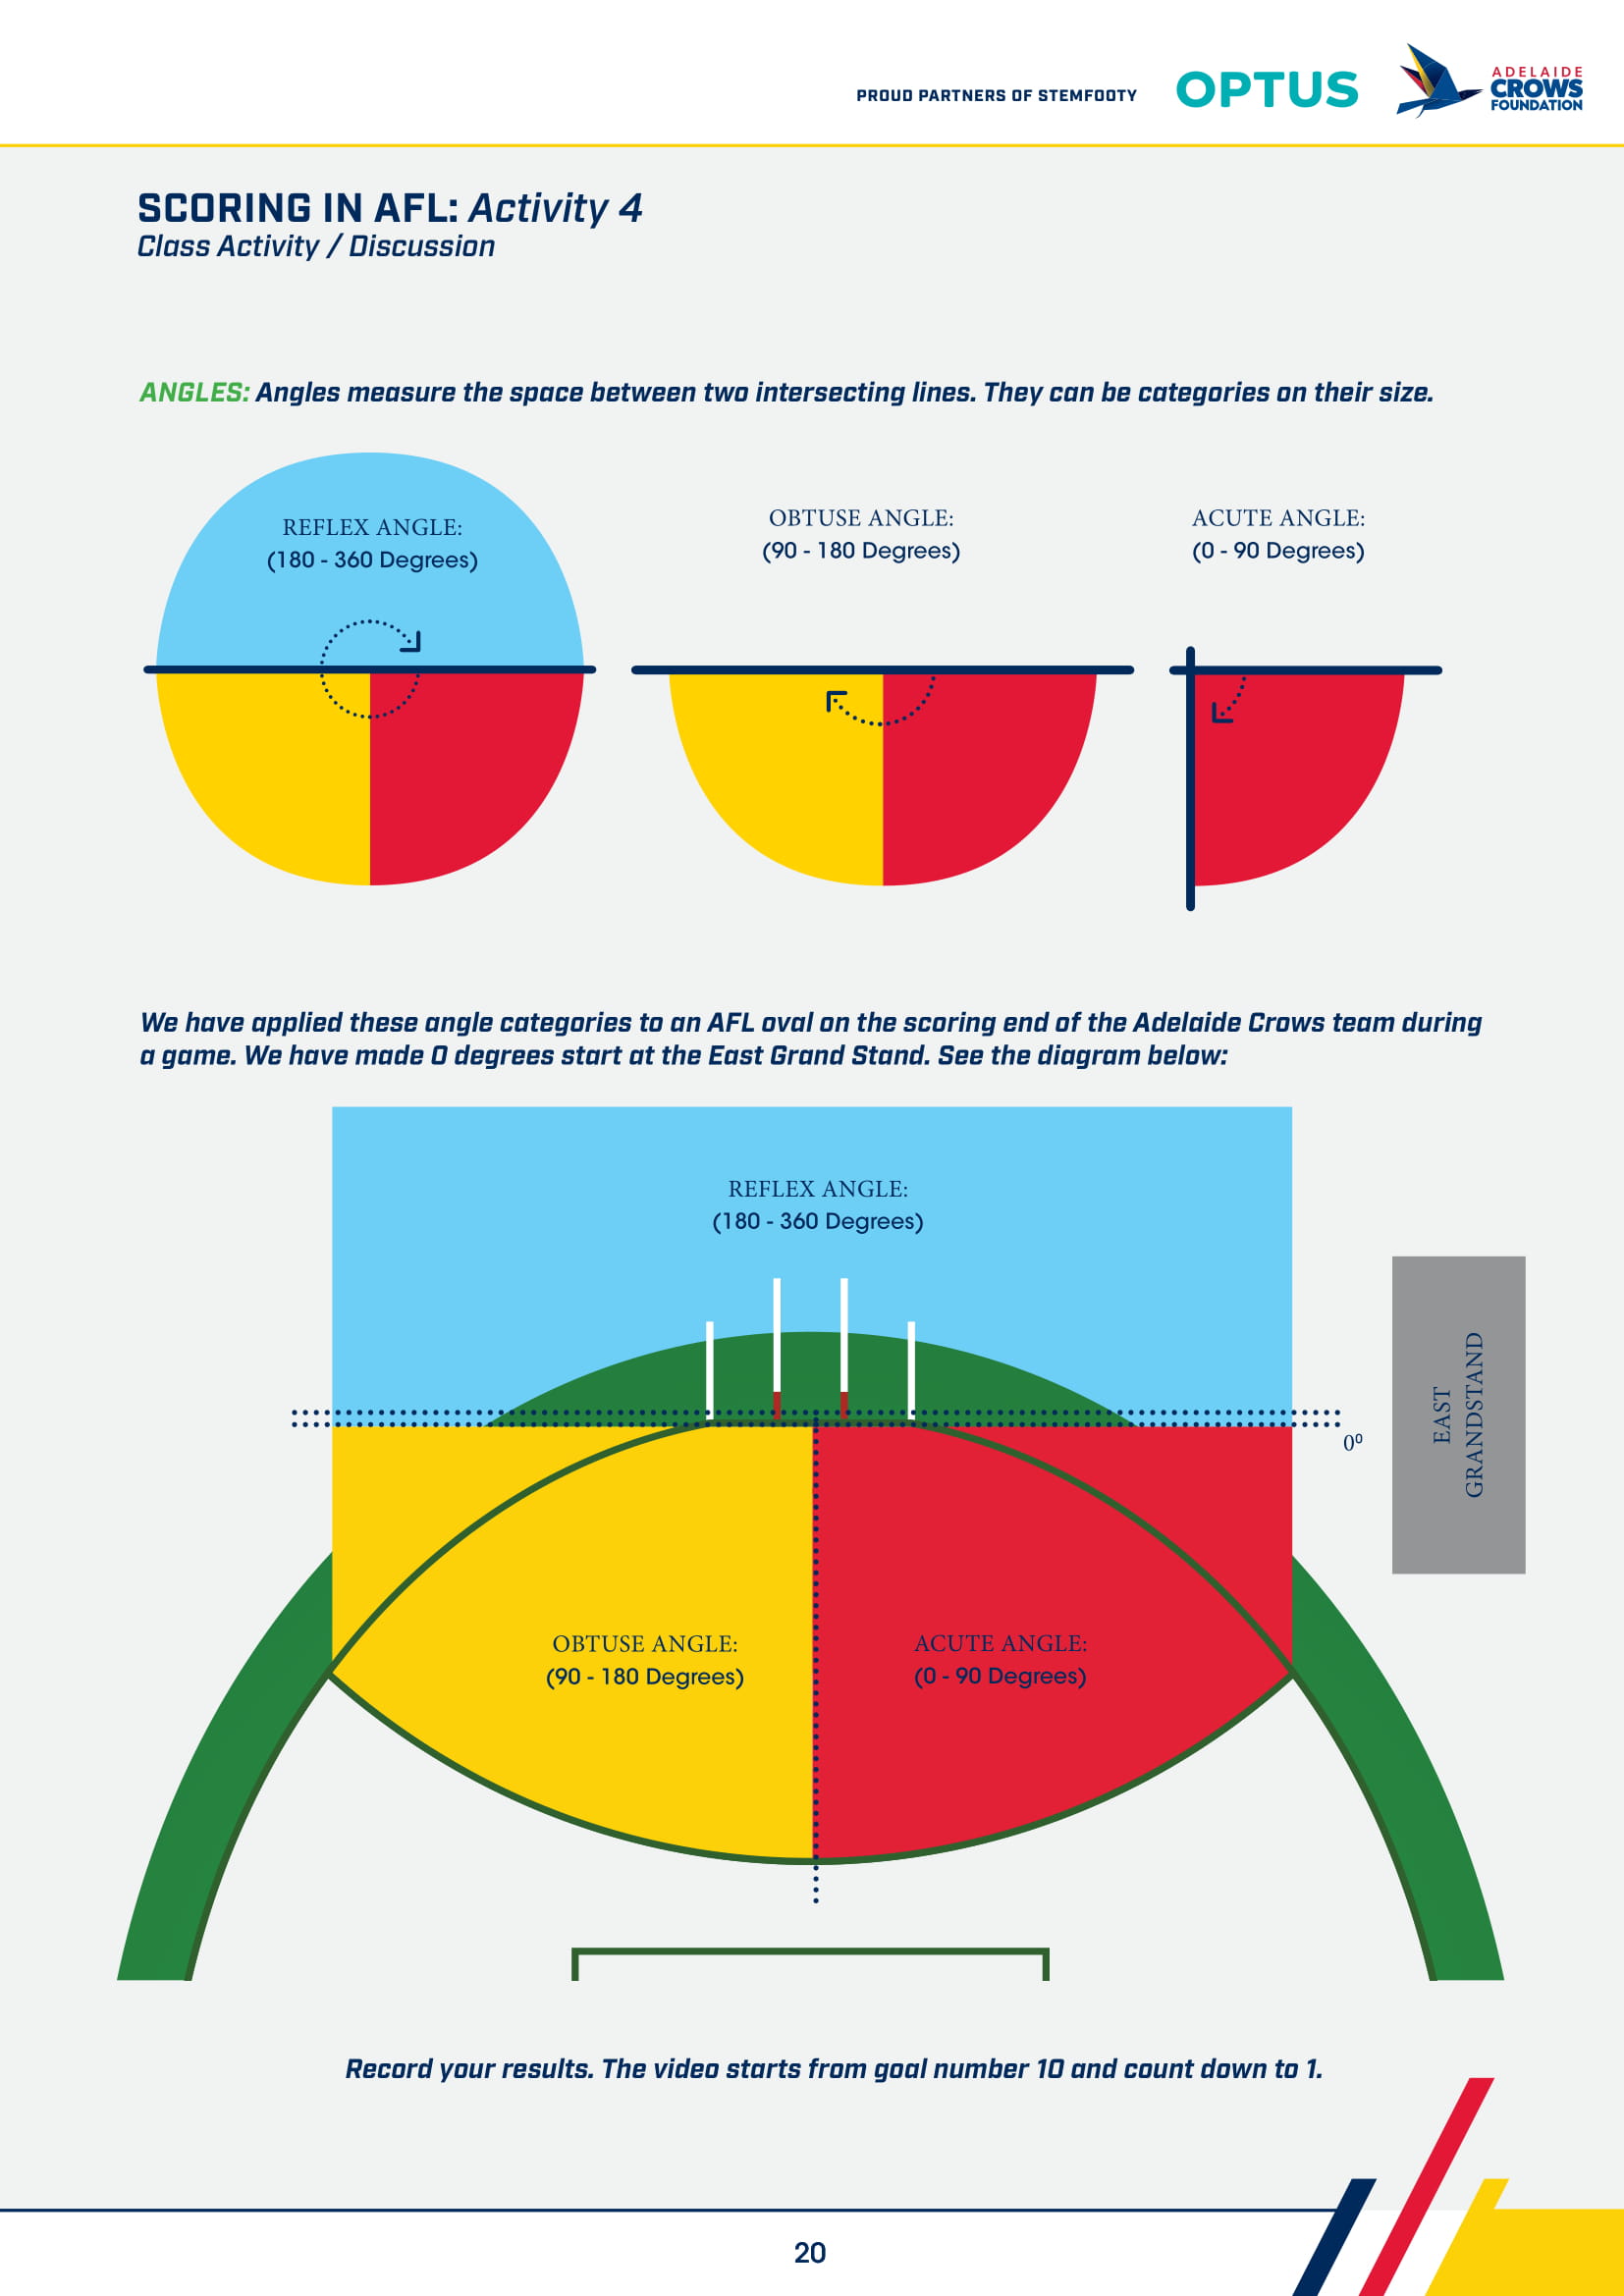 PROUD PARTNERS OF STEMFOOTY
OPTUS
ADELAIDE
CROWS
FOUNDATION
SCORING IN AFL: Activity 4
Class Activity / Discussion
ANGLES: Angles measure the space between two intersecting lines. They can be categories on their size.
REFLEX ANGLE:
(180 - 360 Degrees)
OBTUSE ANGLE:
(90 - 180 Degrees)
ACUTE ANGLE:
(0 - 90 Degrees)
We have applied these angle categories to an AFL oval on the scoring end of the Adelaide Crows team during
a game. We have made 0 degrees start at the East Grand Stand. See the diagram below:
REFLEX ANGLE:
(180 - 360 Degrees)
0⁰
EAST
GRANDSTAND
OBTUSE ANGLE:
(90 - 180 Degrees)
ACUTE ANGLE:
(0 - 90 Degrees)
Record your results. The video starts from goal number 10 and count down to 1.
20